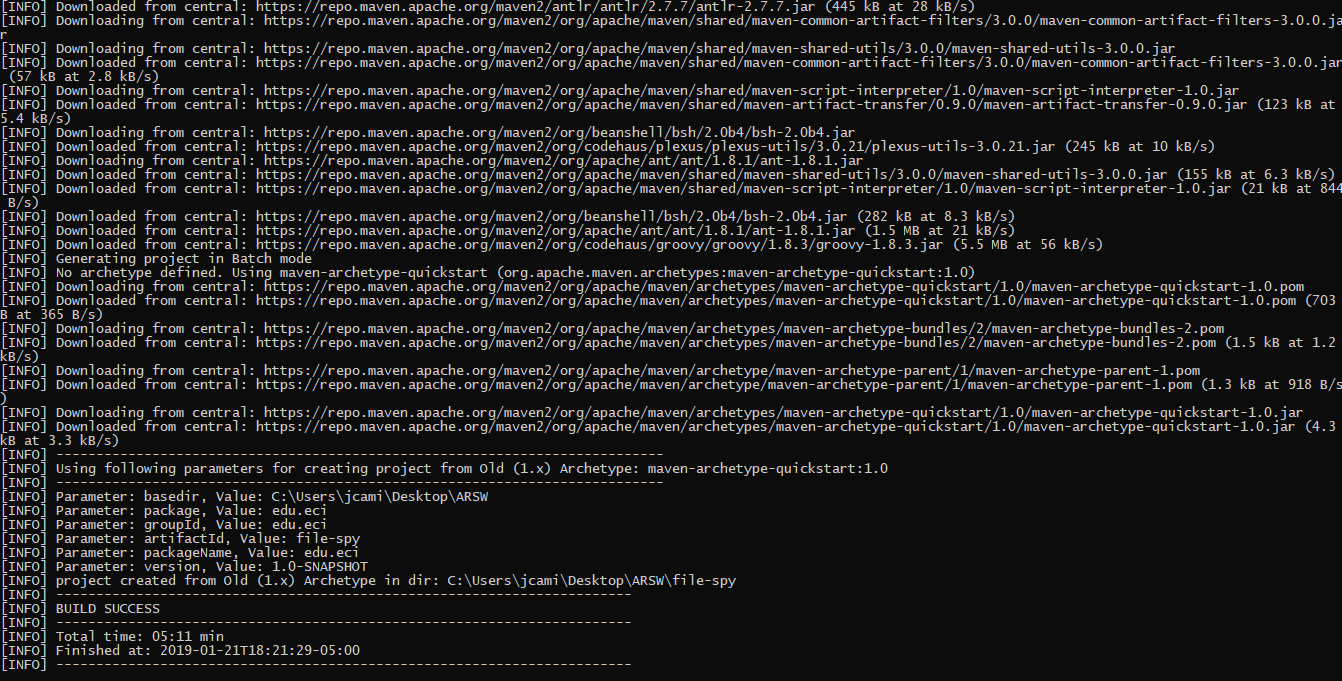 [INFO] Downloaded from central: https://repo.maven.apache.org/maven2/antlr/antlr/2.7.7/antlr-2.7.7.jar (445 kB at 28 kB/s)
[INFO] Downloading from central: https://repo.maven.apache.org/maven2/org/apache/maven/shared/maven-common-artifact-filters/3.0.0/maven-common-artifact-filters-3.0.0.ja
r
[INFO] Downloading from central: https://repo.maven.apache.org/maven2/org/apache/maven/shared/maven-shared-utils/3.0.0/maven-shared-utils-3.0.0.jar
[INFO] Downloaded from central: https://repo.maven.apache.org/maven2/org/apache/maven/shared/maven-common-artifact-filters/3.0.0/maven-common-artifact-filters-3.0.0.jar
(57 kB at 2.8 kB/s)
[INFO] Downloading from central: https://repo.maven.apache.org/maven2/org/apache/maven/shared/maven-script-interpreter/1.0/maven-script-interpreter-1.0.jar
[INFO] Downloaded from central: https://repo.maven.apache.org/maven2/org/apache/maven/shared/maven-artifact-transfer/0.9.0/maven-artifact-transfer-0.9.0.jar (123 kB at
5.4 kB/s)
[INFO] Downloading from central: https://repo.maven.apache.org/maven2/org/beanshell/bsh/2.0b4/bsh-2.0b4.jar
[INFO] Downloaded from central: https://repo.maven.apache.org/maven2/org/codehaus/plexus/plexus-utils/3.0.21/plexus-utils-3.0.21.jar (245 kB at 10 kB/s)
[INFO] Downloading from central: https://repo.maven.apache.org/maven2/org/apache/ant/ant/1.8.1/ant-1.8.1.jar
[INFO] Downloaded from central: https://repo.maven.apache.org/maven2/org/apache/maven/shared/maven-shared-utils/3.0.0/maven-shared-utils-3.0.0.jar (155 kB at 6.3 kB/s)
[INFO] Downloaded from central: https://repo.maven.apache.org/maven2/org/apache/maven/shared/maven-script-interpreter/1.0/maven-script-interpreter-1.0.jar (21 kB at 844
B/s)
[INFO] Downloaded from central: https://repo.maven.apache.org/maven2/org/beanshell/bsh/2.0b4/bsh-2.0b4.jar (282 kB at 8.3 kB/s)
[INFO] Downloaded from central: https://repo.maven.apache.org/maven2/org/apache/ant/ant/1.8.1/ant-1.8.1.jar (1.5 MB at 21 kB/s)
[INFO] Downloaded from central: https://repo.maven.apache.org/maven2/org/codehaus/groovy/groovy/1.8.3/groovy-1.8.3.jar (5.5 MB at 56 kB/s)
[INFO] Generating project in Batch mode
[INFO] No archetype defined. Using maven-archetype-quickstart (org.apache.maven.archetypes:maven-archetype-quickstart:1.0)
[INFO] Downloading from central: https://repo.maven.apache.org/maven2/org/apache/maven/archetypes/maven-archetype-quickstart/1.0/maven-archetype-quickstart-1.0.pom
[INFO] Downloaded from central: https://repo.maven.apache.org/maven2/org/apache/maven/archetypes/maven-archetype-quickstart/1.0/maven-archetype-quickstart-1.0.pom (703
B at 365 B/s)
[INFO] Downloading from central: https://repo.maven.apache.org/maven2/org/apache/maven/archetypes/maven-archetype-bundles/2/maven-archetype-bundles-2.pom
[INFO] Downloaded from central: https://repo.maven.apache.org/maven2/org/apache/maven/archetypes/maven-archetype-bundles/2/maven-archetype-bundles-2.pom (1.5 kB at 1.2
kB/s)
[INFO] Downloading from central: https://repo.maven.apache.org/maven2/org/apache/maven/archetype/maven-archetype-parent/1/maven-archetype-parent-1.pom
[INFO] Downloaded from central: https://repo.maven.apache.org/maven2/org/apache/maven/archetype/maven-archetype-parent/1/maven-archetype-parent-1.pom (1.3 kB at 918 B/s
)
[INFO] Downloading from central: https://repo.maven.apache.org/maven2/org/apache/maven/archetypes/maven-archetype-quickstart/1.0/maven-archetype-quickstart-1.0.jar
[INFO] Downloaded from central: https://repo.maven.apache.org/maven2/org/apache/maven/archetypes/maven-archetype-quickstart/1.0/maven-archetype-quickstart-1.0.jar (4.3
kB at 3.3 kB/s)
[INFO] ----------------------------------------------------------------------------
[INFO] Using following parameters for creating project from Old (1.x) Archetype: maven-archetype-quickstart:1.0
[INFO] ----------------------------------------------------------------------------
[INFO] Parameter: basedir, Value: C:\Users\jcami\Desktop\ARSW
[INFO] Parameter: package, Value: edu.eci
[INFO] Parameter: groupId, Value: edu.eci
[INFO] Parameter: artifactId, Value: file-spy
[INFO] Parameter: packageName, Value: edu.eci
[INFO] Parameter: version, Value: 1.0-SNAPSHOT
[INFO] project created from Old (1.x) Archetype in dir: C:\Users\jcami\Desktop\ARSW\file-spy
[INFO] ------------------------------------------------------------------------
[INFO] BUILD SUCCESS
[INFO] ------------------------------------------------------------------------
[INFO] Total time: 05:11 min
[INFO] Finished at: 2019-01-21T18:21:29-05:00
[INFO] ------------------------------------------------------------------------